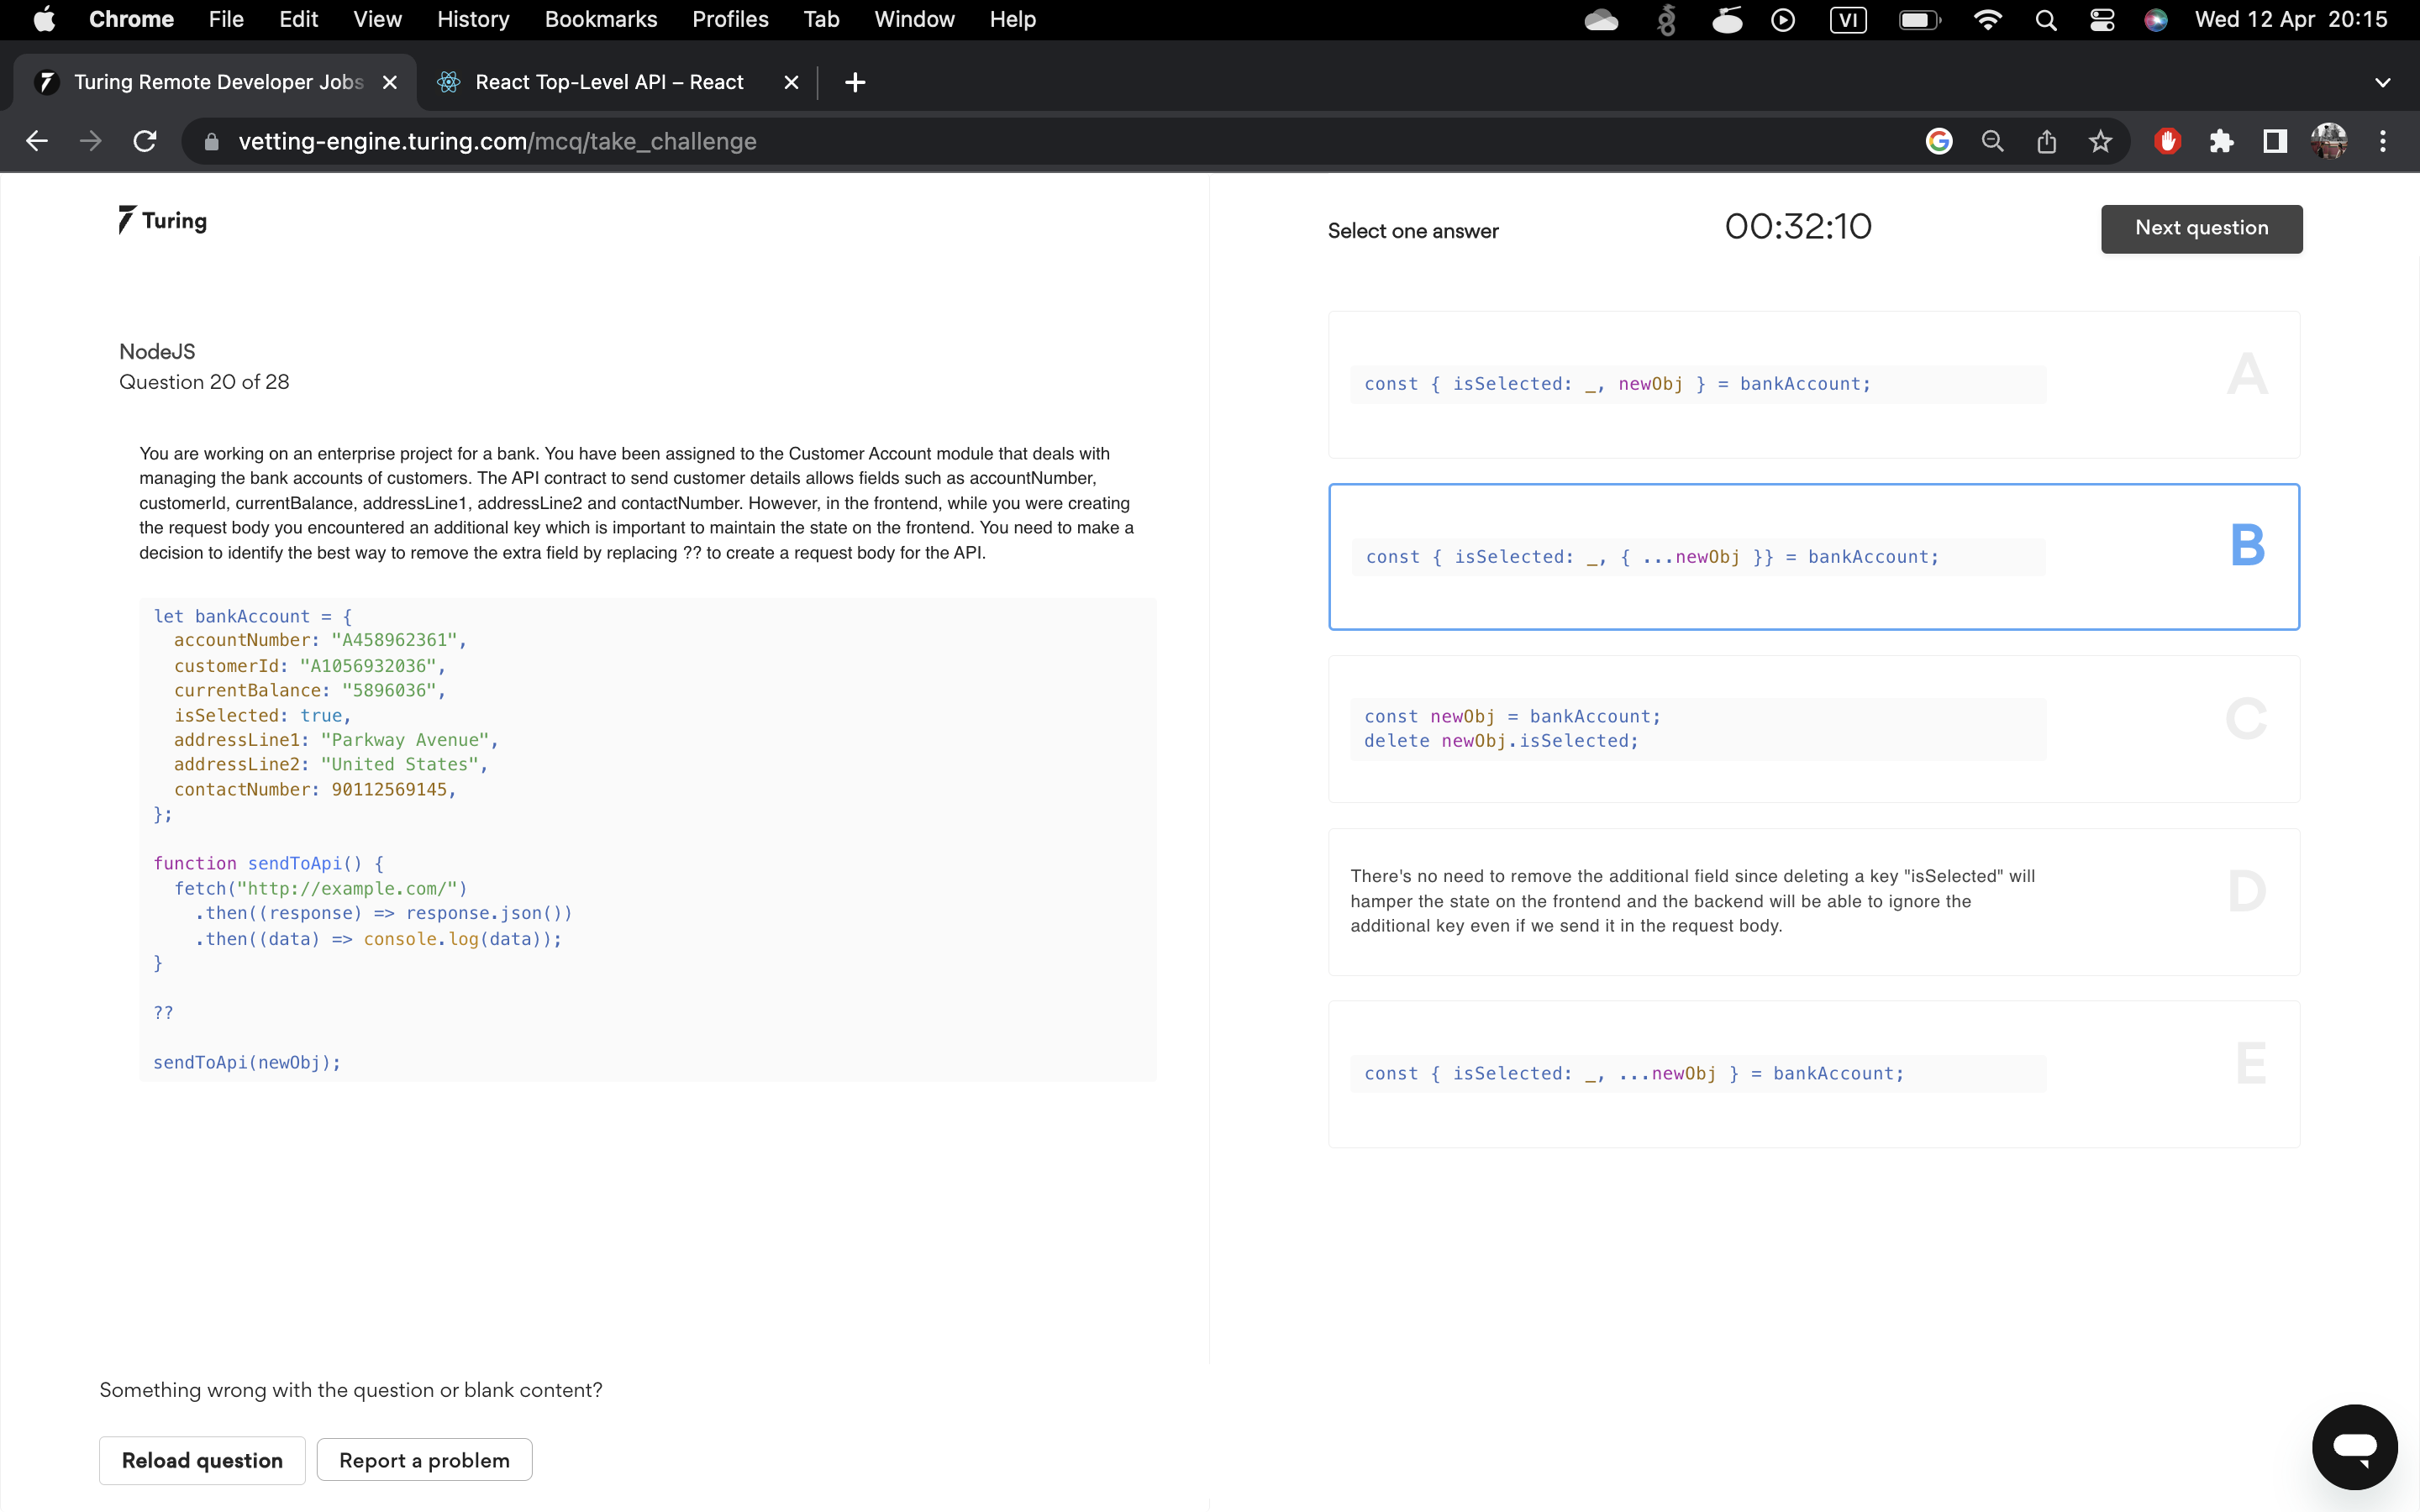 Chrome File Edit View History Bookmarks Profiles Tab Window Help VI Wed 12 Apr 20:15
Turing Remote Developer Jobs React Top-Level API – React
vetting-engine.turing.com/mcq/take_challenge
Turing
Select one answer
00:32:10
Next question
NodeJS
Question 20 of 28
You are working on an enterprise project for a bank. You have been assigned to the Customer Account module that deals with
managing the bank accounts of customers. The API contract to send customer details allows fields such as accountNumber,
customerId, currentBalance, addressLine1, addressLine2 and contactNumber. However, in the frontend, while you were creating
the request body you encountered an additional key which is important to maintain the state on the frontend. You need to make a
decision to identify the best way to remove the extra field by replacing ?? to create a request body for the API.
let bankAccount = {
  accountNumber: "A458962361",
  customerId: "A1056932036",
  currentBalance: "5896036",
  isSelected: true,
  addressLine1: "Parkway Avenue",
  addressLine2: "United States",
  contactNumber: 90112569145,
};
function sendToApi() {
  fetch("http://example.com/")
    .then((response) => response.json())
    .then((data) => console.log(data));
}
??
sendToApi(newObj);
const { isSelected: _, newObj } = bankAccount;
A
const { isSelected: _, { ...newObj }} = bankAccount;
B
const newObj = bankAccount;
delete newObj.isSelected;
C
There's no need to remove the additional field since deleting a key "isSelected" will
hamper the state on the frontend and the backend will be able to ignore the
additional key even if we send it in the request body.
D
const { isSelected: _, ...newObj } = bankAccount;
E
Something wrong with the question or blank content?
Reload question
Report a problem